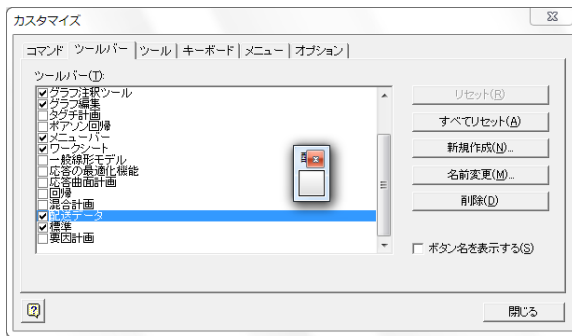 カスタマイズ
コマンド ツールバー ツール キーボード メニュー オプション
ツールバー(T):
グラフ注釈ツール
グラフ編集
タグチ計画
ポアソン回帰
メニューバー
ワークシート
一般線形モデル
応答の最適化機能
応答曲面計画
回帰
混合計画
配送データ
標準
要因計画
リセット(R)
すべてリセット(A)
新規作成(N)...
名前変更(M)...
削除(D)
ボタン名を表示する(S)
閉じる